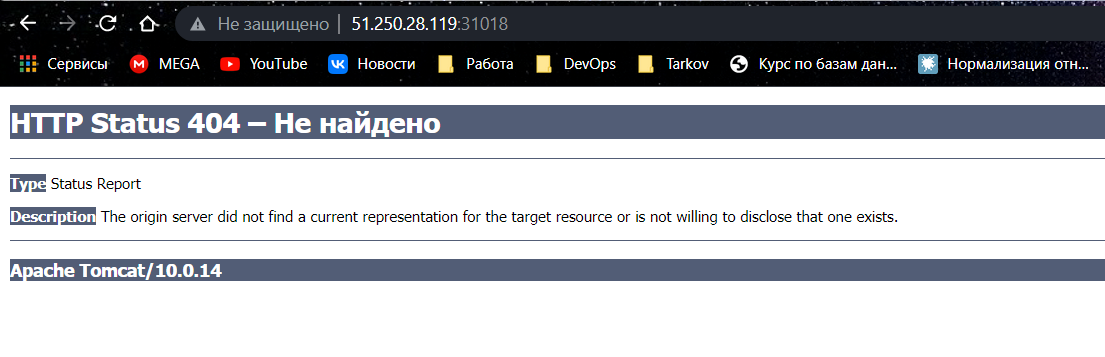 Не защищено | 51.250.28.119:31018
Сервисы MEGA YouTube Новости Работа DevOps Tarkov Курс по базам дан... Нормализация отн...
HTTP Status 404 – Не найдено
Type Status Report
Description The origin server did not find a current representation for the target resource or is not willing to disclose that one exists.
Apache Tomcat/10.0.14